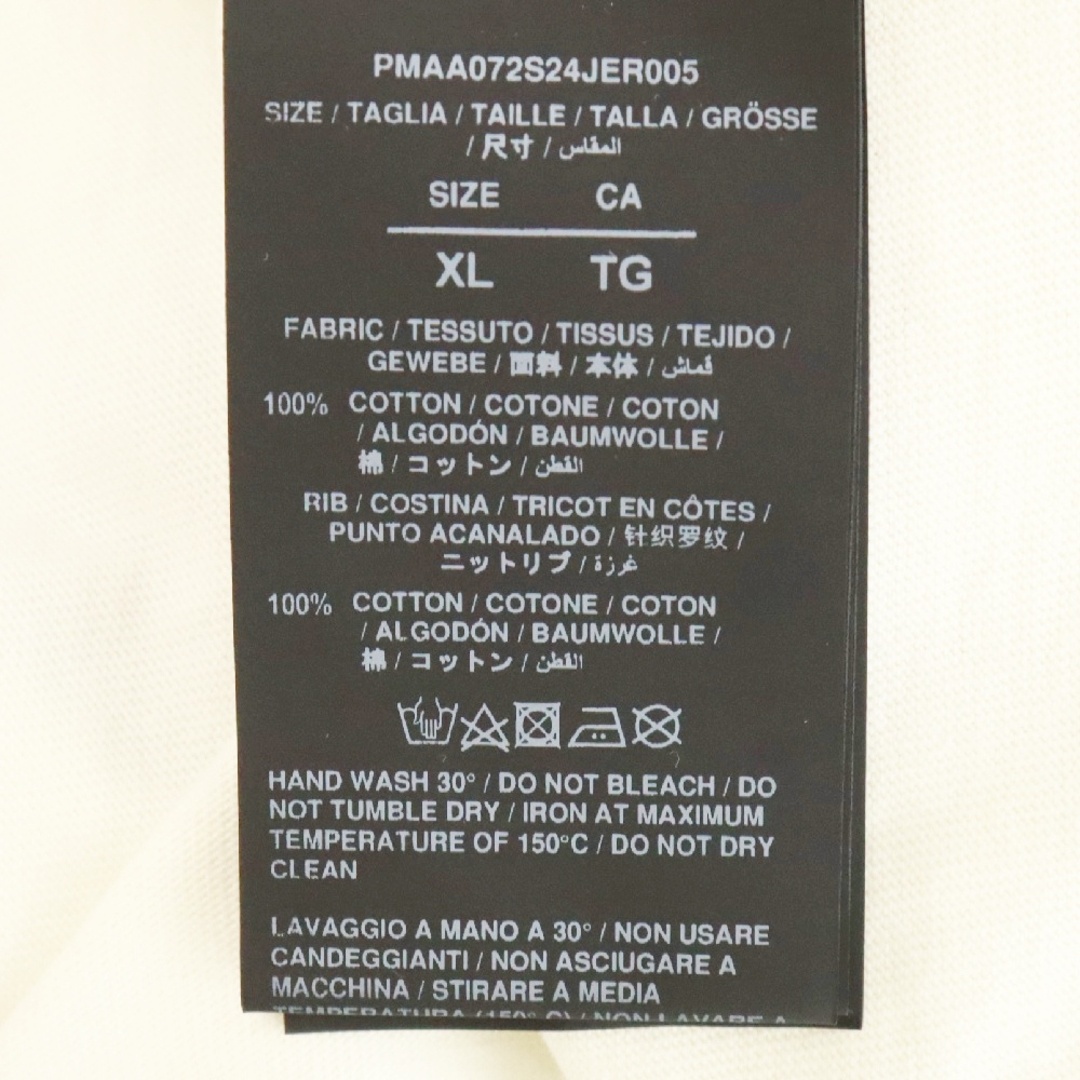 PMAA072S24JER005
SIZE / TAGLIA / TAILLE / TALLA / GRÖSSE
/ 尺寸 / المقاس
SIZE CA
XL TG
FABRIC / TESSUTO / TISSUS / TEJIDO /
GEWEBE / 面料 / 本体 / قماش
100% COTTON / COTONE / COTON
/ ALGODÓN / BAUMWOLLE /
棉 / コットン / القطن
RIB / COSTINA / TRICOT EN CÔTES /
PUNTO ACANALADO / 针织罗纹 /
ニットリブ / غرزة
100% COTTON / COTONE / COTON
/ ALGODÓN / BAUMWOLLE /
棉 / コットン / القطن
HAND WASH 30° / DO NOT BLEACH / DO
NOT TUMBLE DRY / IRON AT MAXIMUM
TEMPERATURE OF 150°C / DO NOT DRY
CLEAN
LAVAGGIO A MANO A 30° / NON USARE
CANDEGGIANTI / NON ASCIUGARE A
MACCHINA / STIRARE A MEDIA
TEMPERATURA (150° C) / NON LAVARE A